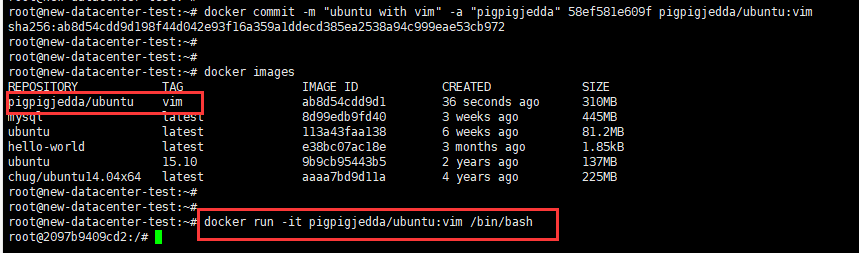 root@new-datacenter-test:~# docker commit -m "ubuntu with vim" -a "pigpigjedda" 58ef581e609f pigpigjedda/ubuntu:vim
sha256:ab8d54cdd9d198f44d042e93f16a359a1ddecd385ea2538a94c999eae53cb972
root@new-datacenter-test:~#
root@new-datacenter-test:~#
root@new-datacenter-test:~# docker images
REPOSITORY TAG IMAGE ID CREATED SIZE
pigpigjedda/ubuntu vim ab8d54cdd9d1 36 seconds ago 310MB
mysql latest 8d99edb9fd40 3 weeks ago 445MB
ubuntu latest 113a43faa138 6 weeks ago 81.2MB
hello-world latest e38bc07ac18e 3 months ago 1.85kB
ubuntu 15.10 9b9cb95443b5 2 years ago 137MB
chug/ubuntu14.04x64 latest aaaa7bd9d11a 4 years ago 225MB
root@new-datacenter-test:~#
root@new-datacenter-test:~#
root@new-datacenter-test:~# docker run -it pigpigjedda/ubuntu:vim /bin/bash
root@2097b9409cd2:/#